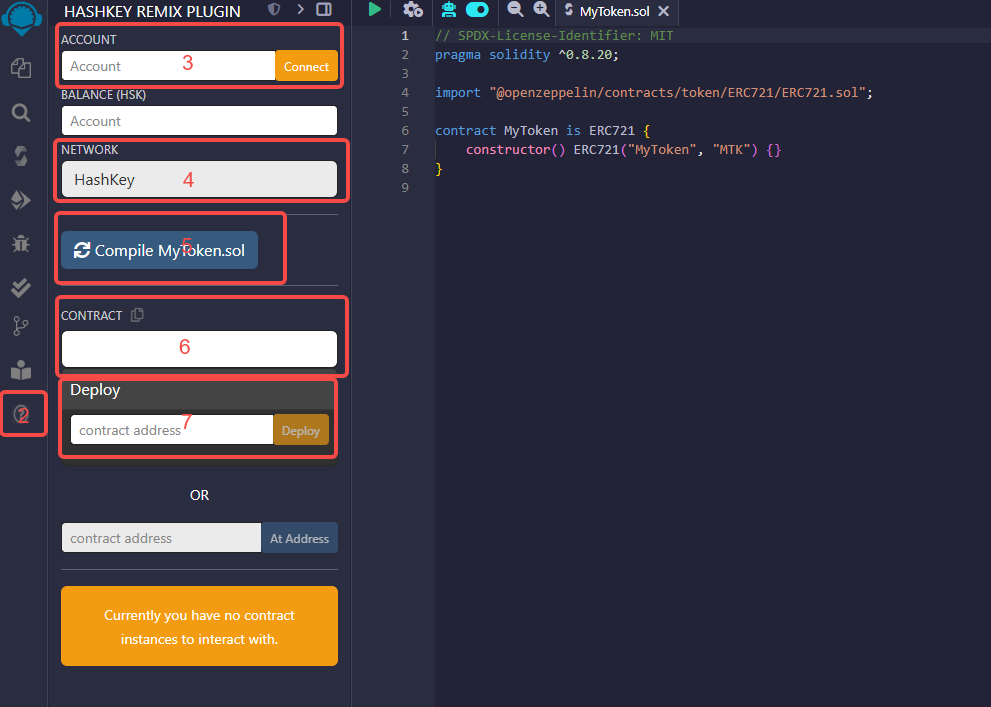 HASHKEY REMIX PLUGIN
ACCOUNT
Account
3
Connect
BALANCE (HSK)
Account
NETWORK
HashKey
4
Compile MyToken.sol
5
CONTRACT
6
Deploy
contract address
7
Deploy
2
OR
contract address
At Address
Currently you have no contract
instances to interact with.
MyToken.sol
1 // SPDX-License-Identifier: MIT
2 pragma solidity ^0.8.20;
3
4 import "@openzeppelin/contracts/token/ERC721/ERC721.sol";
5
6 contract MyToken is ERC721 {
7 constructor() ERC721("MyToken", "MTK") {}
8 }
9